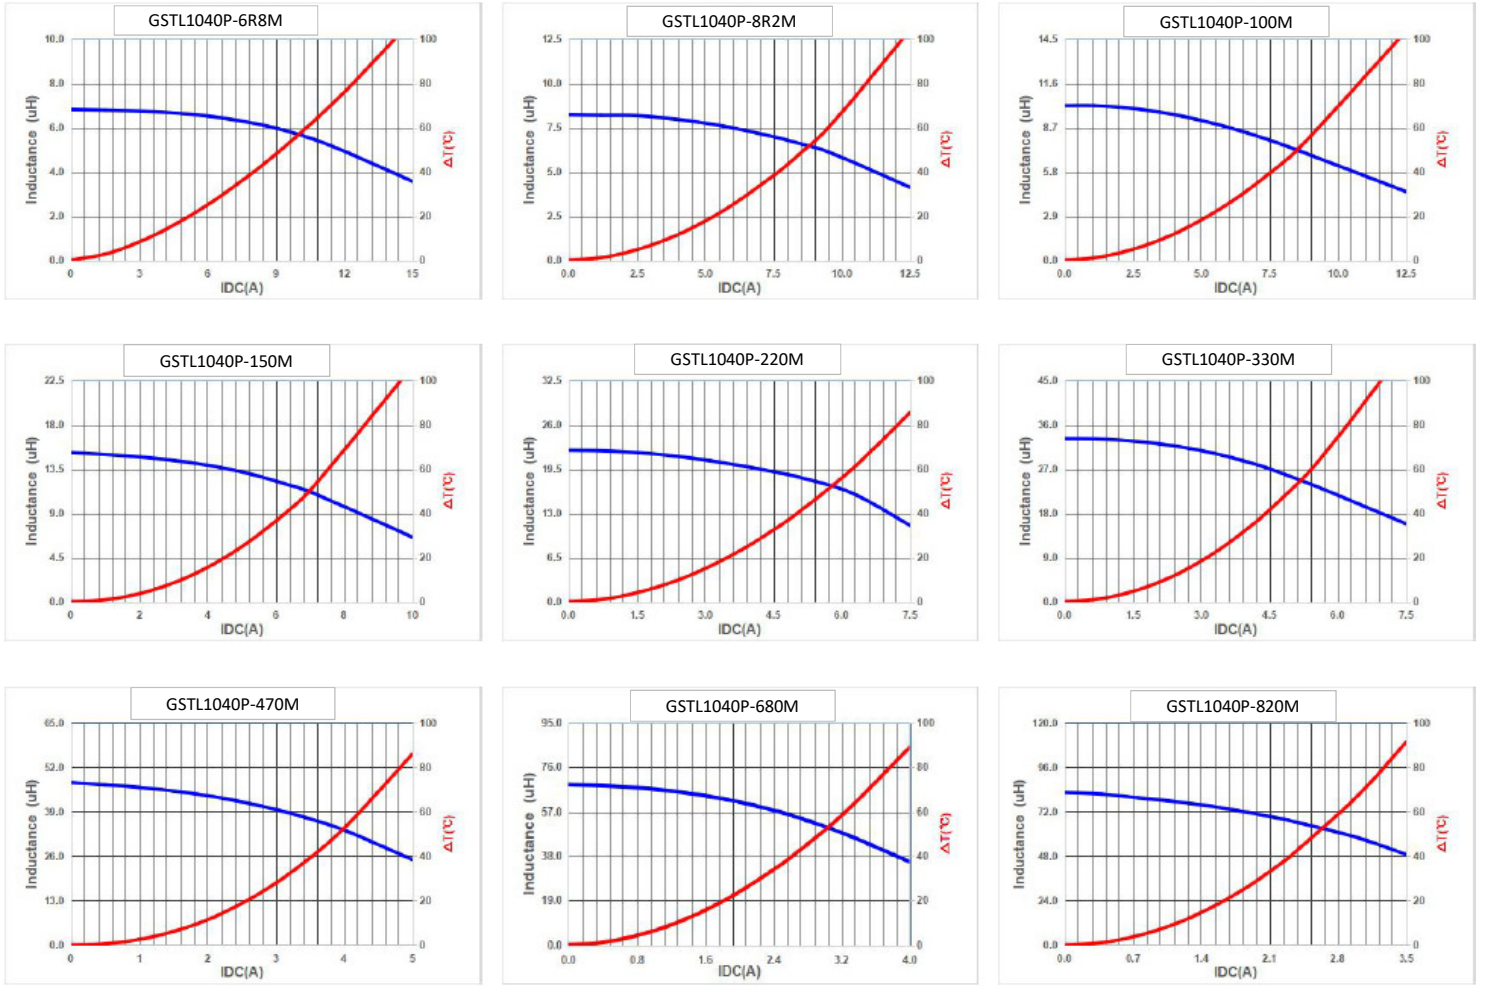 GSTL1040P-6R8M
10.0
8.0
6.0
4.0
2.0
0.0
Inductance (uH)
0 3 6 9 12 15
IDC(A)
100
80
60
40
20
0
ΔT(℃)
GSTL1040P-8R2M
12.5
10.0
7.5
5.0
2.5
0.0
Inductance (uH)
0.0 2.5 5.0 7.5 10.0 12.5
IDC(A)
100
80
60
40
20
0
ΔT(℃)
GSTL1040P-100M
14.5
11.6
8.7
5.8
2.9
0.0
Inductance (uH)
0.0 2.5 5.0 7.5 10.0 12.5
IDC(A)
100
80
60
40
20
0
ΔT(℃)
GSTL1040P-150M
22.5
18.0
13.5
9.0
4.5
0.0
Inductance (uH)
0 2 4 6 8 10
IDC(A)
100
80
60
40
20
0
ΔT(℃)
GSTL1040P-220M
32.5
26.0
19.5
13.0
6.5
0.0
Inductance (uH)
0.0 1.5 3.0 4.5 6.0 7.5
IDC(A)
100
80
60
40
20
0
ΔT(℃)
GSTL1040P-330M
45.0
36.0
27.0
18.0
9.0
0.0
Inductance (uH)
0.0 1.5 3.0 4.5 6.0 7.5
IDC(A)
100
80
60
40
20
0
ΔT(℃)
GSTL1040P-470M
65.0
52.0
39.0
26.0
13.0
0.0
Inductance (uH)
0 1 2 3 4 5
IDC(A)
100
80
60
40
20
0
ΔT(℃)
GSTL1040P-680M
95.0
76.0
57.0
38.0
19.0
0.0
Inductance (uH)
0.0 0.8 1.6 2.4 3.2 4.0
IDC(A)
100
80
60
40
20
0
ΔT(℃)
GSTL1040P-820M
120.0
96.0
72.0
48.0
24.0
0.0
Inductance (uH)
0.0 0.7 1.4 2.1 2.8 3.5
IDC(A)
100
80
60
40
20
0
ΔT(℃)